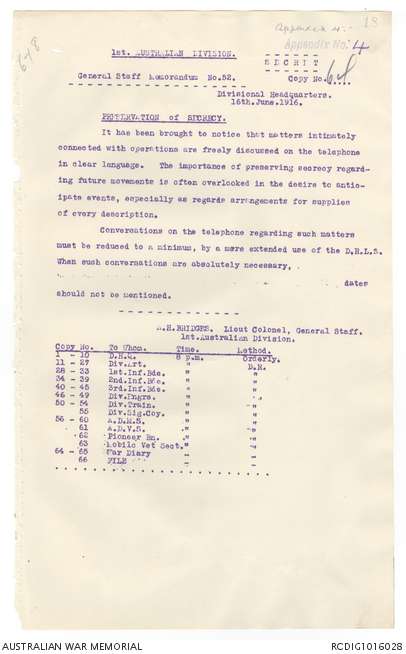 Appendix 4.
18
Appendix No. 4
1st. AUSTRALIAN DIVISION.
SECRET
General Staff Memorandum No.52.
Copy No. 64
Divisional Headquarters.
16th.June.1916.
PRESERVATION of SECRECY.
It has been brought to notice that matters intimately
connected with operations are freely discussed on the telephone
in clear language. The importance of preserving secrecy regard-
ing future movements is often overlooked in the desire to antic-
ipate events, especially as regards arrangements for supplies
of every description.
Conversations on the telephone regarding such matters
must be reduced to a minimum, by a more extended use of the D.R.L.S.
When such conversations are absolutely necessary,
dates
should not be mentioned.
.H.BRIDGES. Lieut Colonel, General Staff.
1st.Australian Division.
Copy No. To Whom. Time. Method.
1 - 10 D.H.Q. 8 p.m. Orderly.
11 - 27 Div.Art. " D.R.
28 - 33 1st.Inf.Bde. " "
34 - 39 2nd.Inf.Bde. " "
40 - 45 3rd.Inf.Bde. " "
46 - 49 Div.Engrs. " "
50 - 54 Div.Train. " "
55 Div.Sig.Coy. " "
56 - 60 A.D.M.S. " "
61 A.D.V.S. " "
62 Pioneer Bn. " "
63 Mobile Vet Sect. " "
64 - 65 War Diary - -
66 FILE - -
AUSTRALIAN WAR MEMORIAL
RCDIG1016028